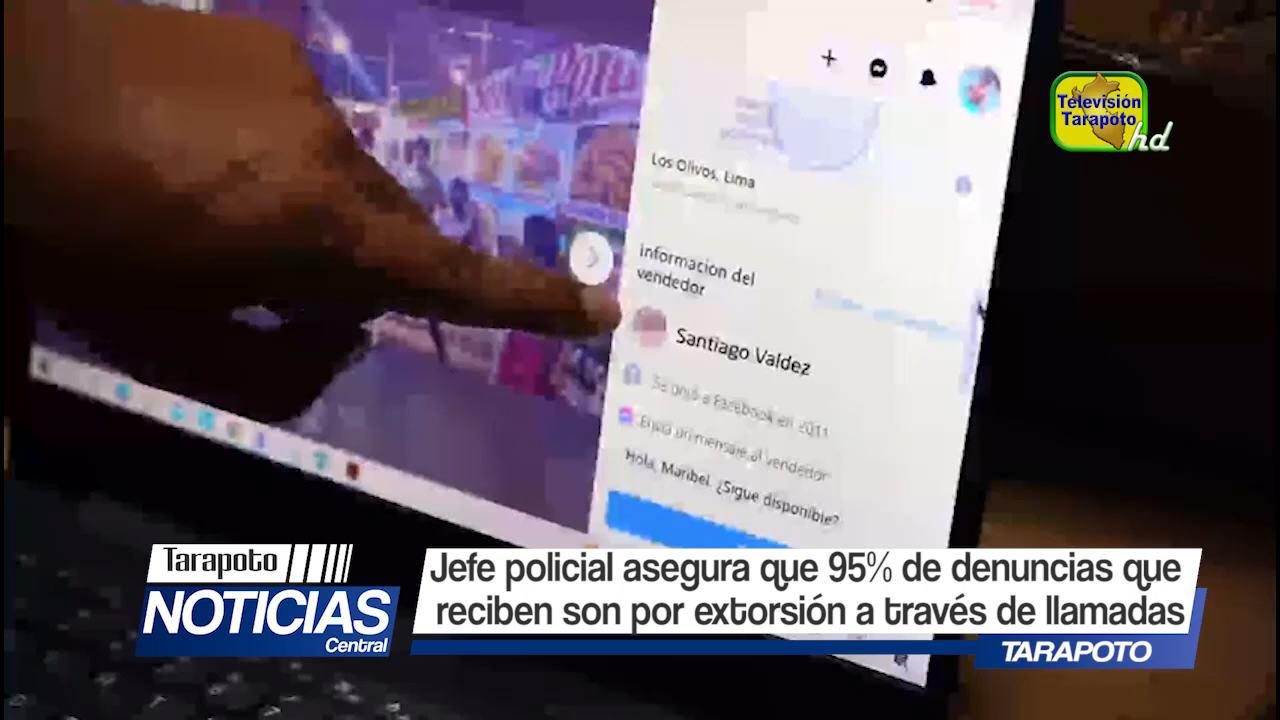 Televisión
Tarapoto
hd
Los Olivos, Lima
Informacion del
vendedor
Santiago Valdez
Se unió a Facebook en 2011
Envía un mensaje al vendedor
Hola, Maribel. ¿Sigue disponible?
Tarapoto
NOTICIAS
Central
Jefe policial asegura que 95% de denuncias que
reciben son por extorsión a través de llamadas
TARAPOTO